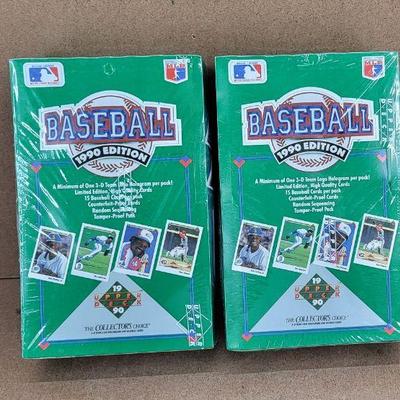 BASEBALL
1990 EDITION
A Minimum of One 3-D Team Logo Hologram per pack!
Limited Edition, High Quality Cards
15 Baseball Cards per pack
Counterfeit-Proof Cards
Random Sequencing
Tamper-Proof Pack
19
UPPER
DECK
90
THE COLLECTOR'S CHOICE
BASEBALL
1990 EDITION
A Minimum of One 3-D Team Logo Hologram per pack!
Limited Edition, High Quality Cards
15 Baseball Cards per pack
Counterfeit-Proof Cards
Random Sequencing
Tamper-Proof Pack
19
UPPER
DECK
90
THE COLLECTOR'S CHOICE